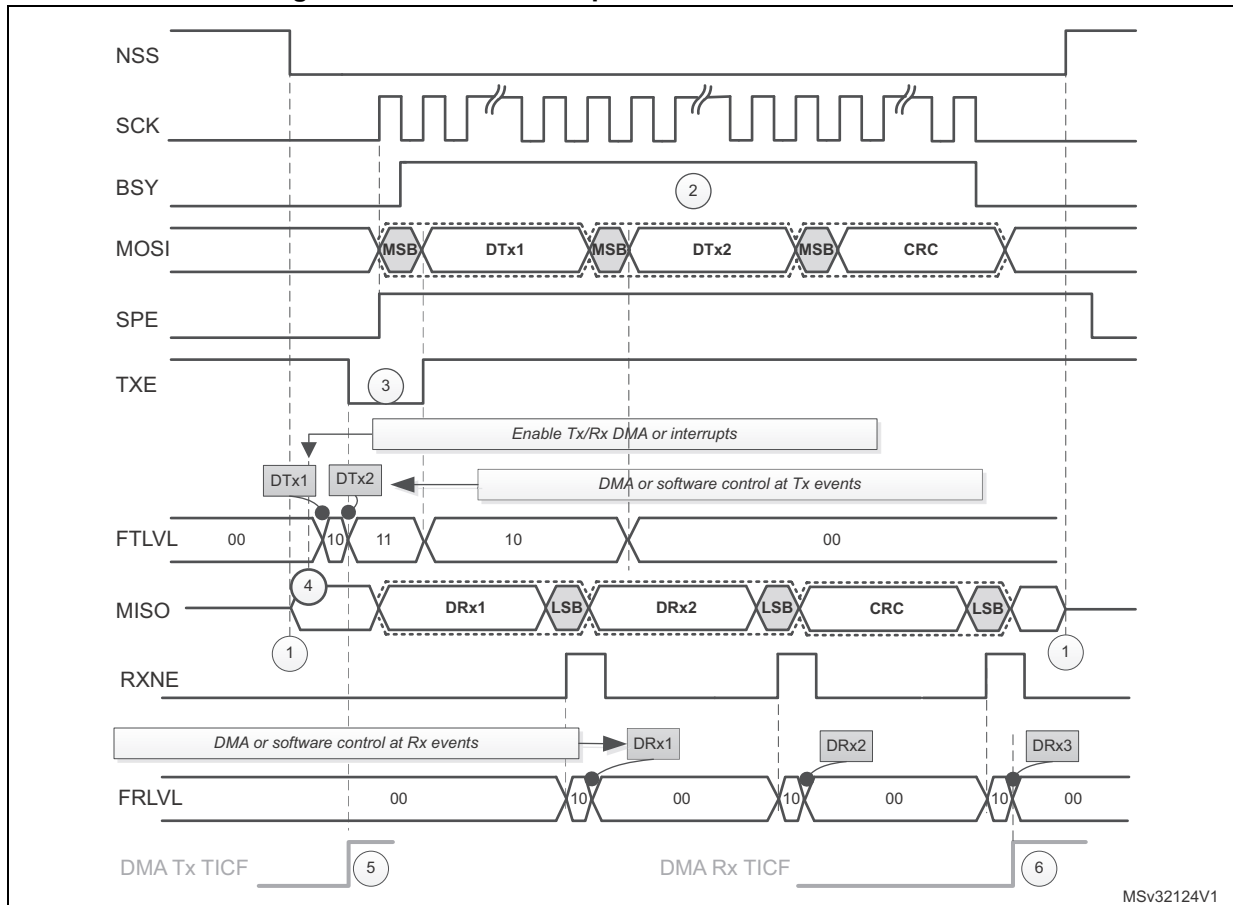 NSS
SCK
BSY
2
MOSI
MSB DTx1 MSB DTx2 MSB CRC
SPE
TXE
3
Enable Tx/Rx DMA or interrupts
DTx1 DTx2 DMA or software control at Tx events
FTLVL 00 10 11 10 00
4
MISO DRx1 LSB DRx2 LSB CRC LSB
1 1
RXNE
DMA or software control at Rx events DRx1 DRx2 DRx3
FRLVL 00 10 00 10 00 10 00
DMA Tx TICF 5 DMA Rx TICF 6
MSv32124V1